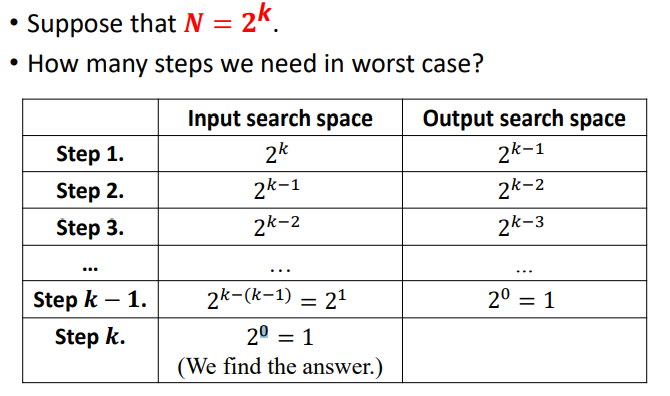 • Suppose that N = 2^k.
• How many steps we need in worst case?
Input search space Output search space
Step 1. 2^k 2^{k−1}
Step 2. 2^{k−1} 2^{k−2}
Step 3. 2^{k−2} 2^{k−3}
... ... ...
Step k − 1. 2^{k−(k−1)} = 2^1 2^0 = 1
Step k. 2^0 = 1
(We find the answer.)